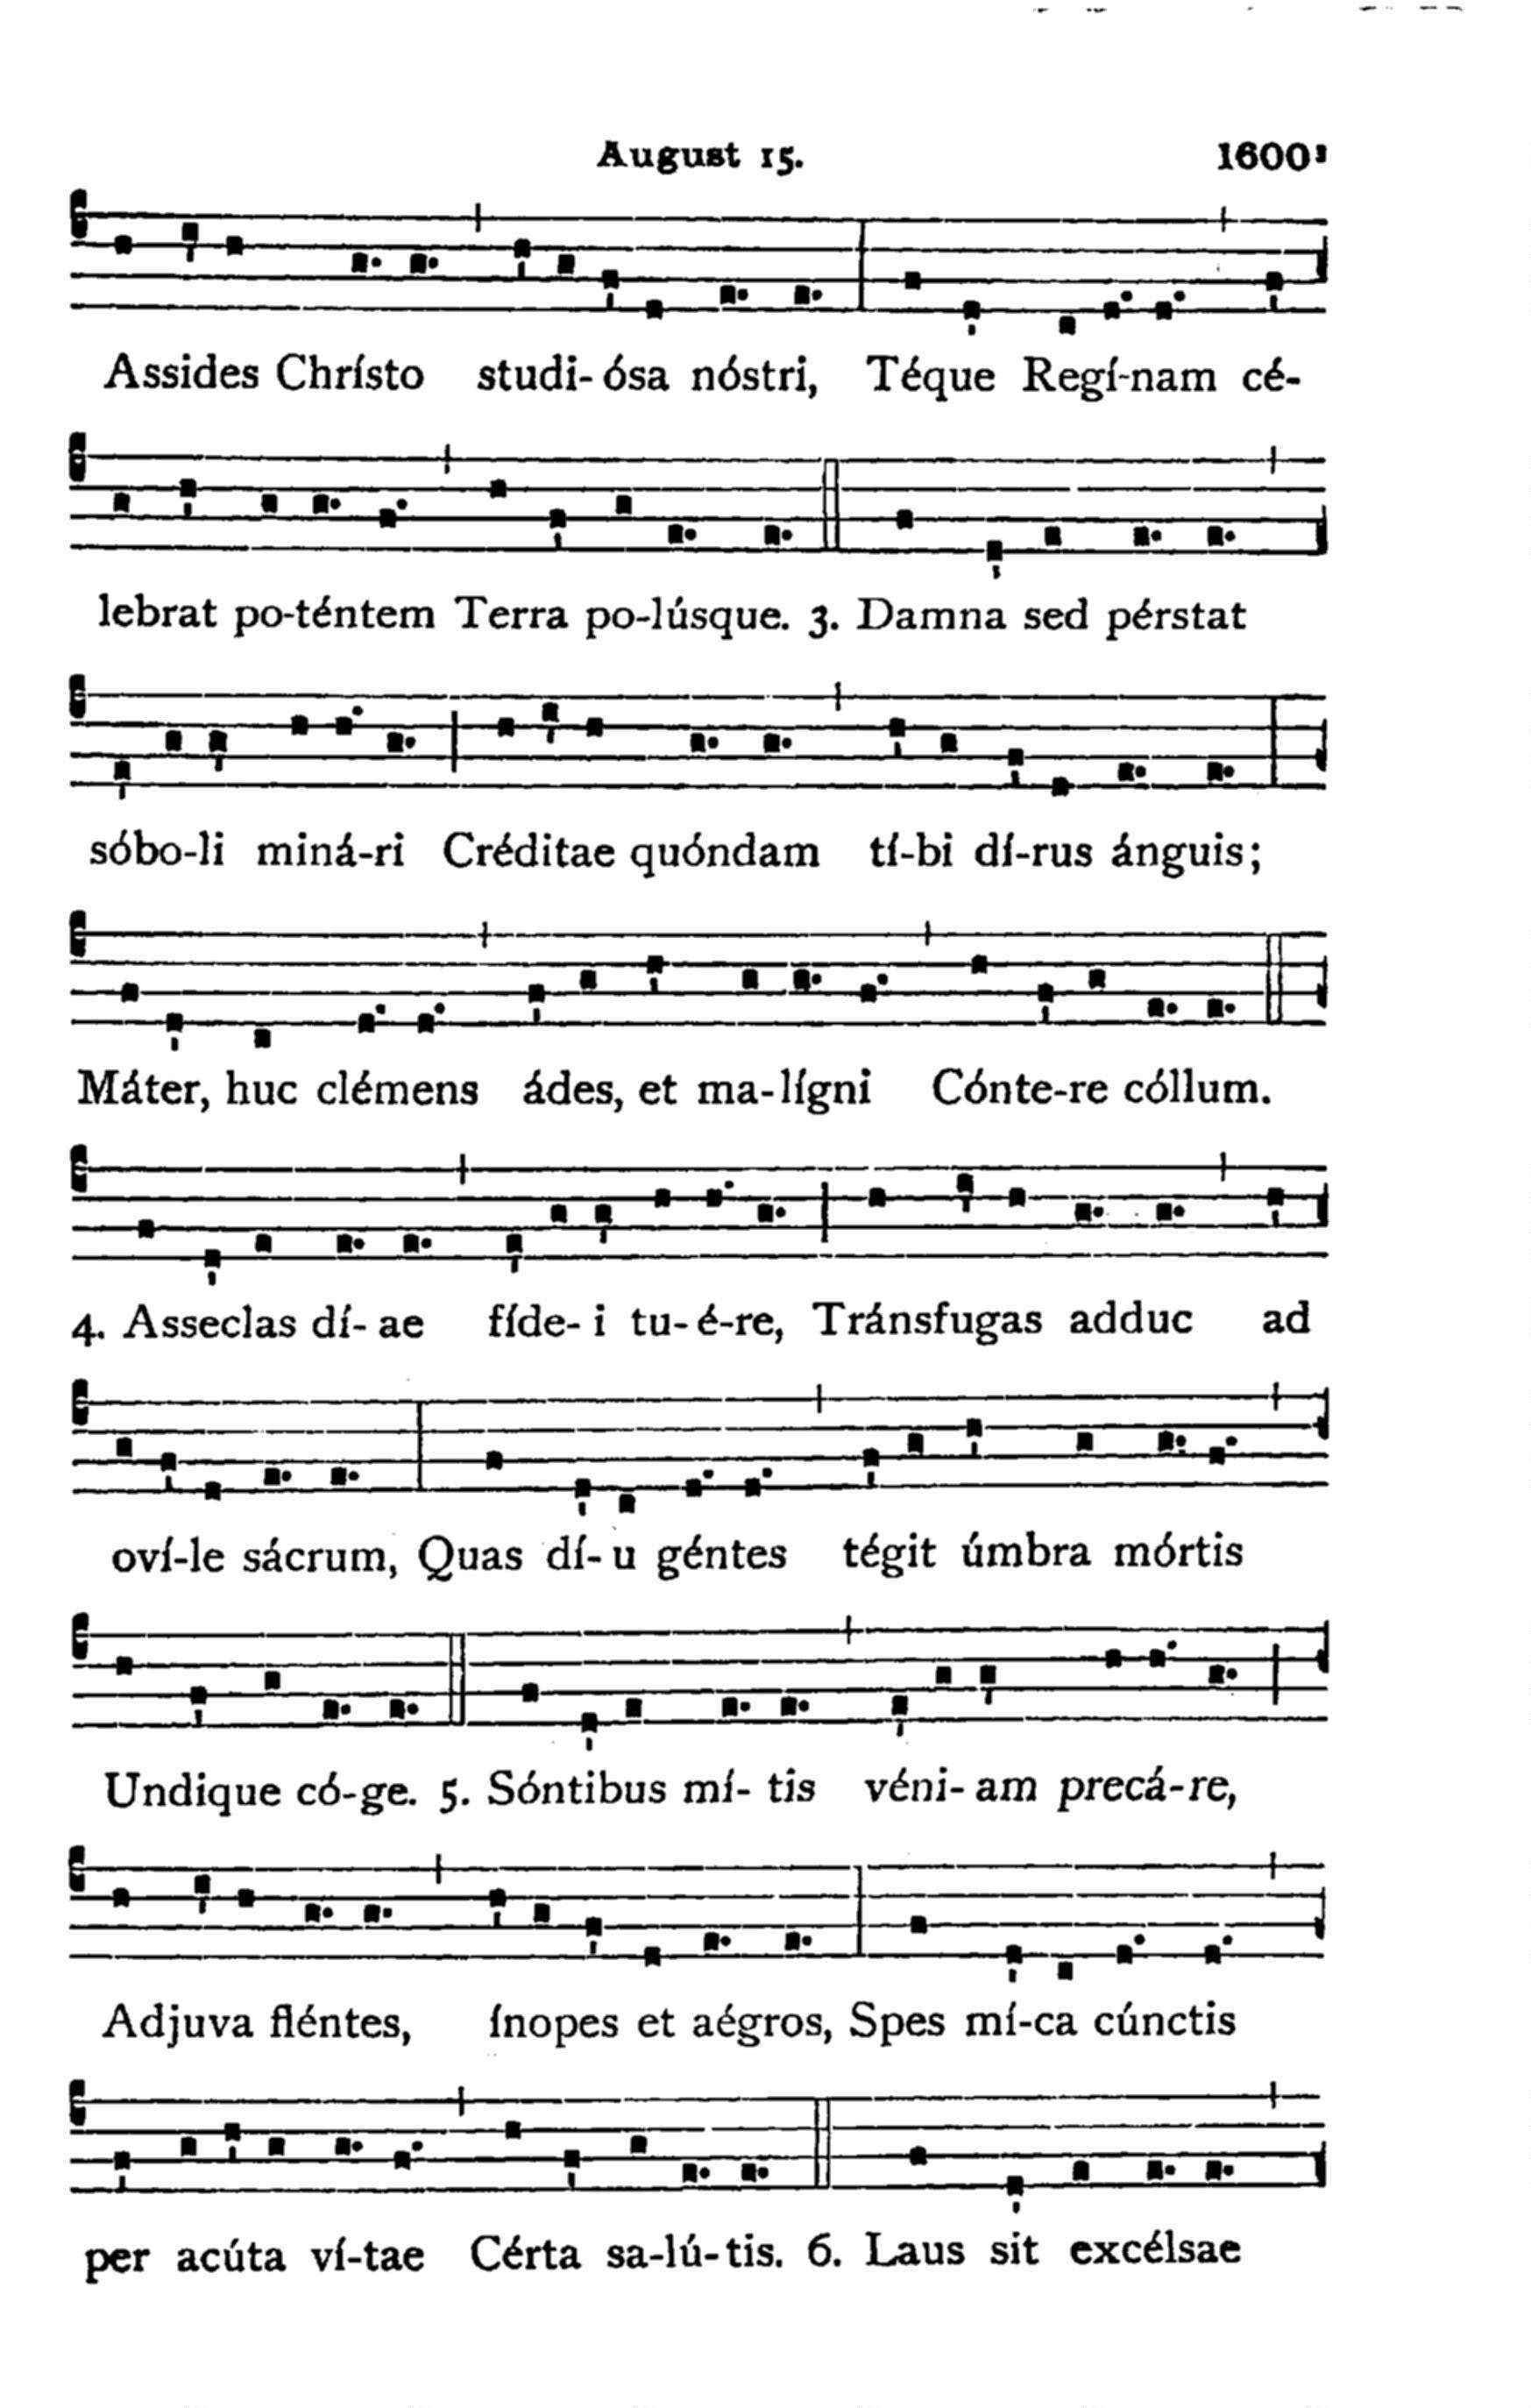 August 15.
1600³
Assides Chrísto studi- ósa nóstri, Téque Regí-nam cé-
lebrat po-téntem Terra po-lúsque. 3. Damna sed pérstat
sóbo-li miná-ri Créditae quóndam tí-bi dí-rus ánguis;
Máter, huc clémens ádes, et ma-lígni Cónte-re cóllum.
4. Asseclas dí- ae fíde- i tu- é-re, Tránsfugas adduc ad
oví-le sácrum, Quas dí- u géntes tégit úmbra mórtis
Undique có-ge. 5. Sóntibus mí- tis véni- am precá-re,
Adjuva fléntes, ínopes et aégros, Spes mí-ca cúnctis
per acúta ví-tae Cérta sa-lú-tis. 6. Laus sit excélsae